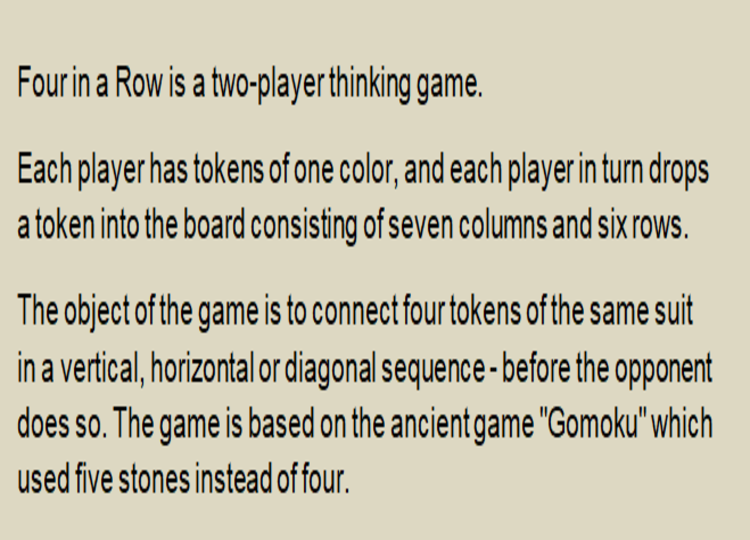 Four in a Row is a two-player thinking game.
Each player has tokens of one color, and each player in turn drops
a token into the board consisting of seven columns and six rows.
The object of the game is to connect four tokens of the same suit
in a vertical, horizontal or diagonal sequence - before the opponent
does so. The game is based on the ancient game "Gomoku" which
used five stones instead of four.